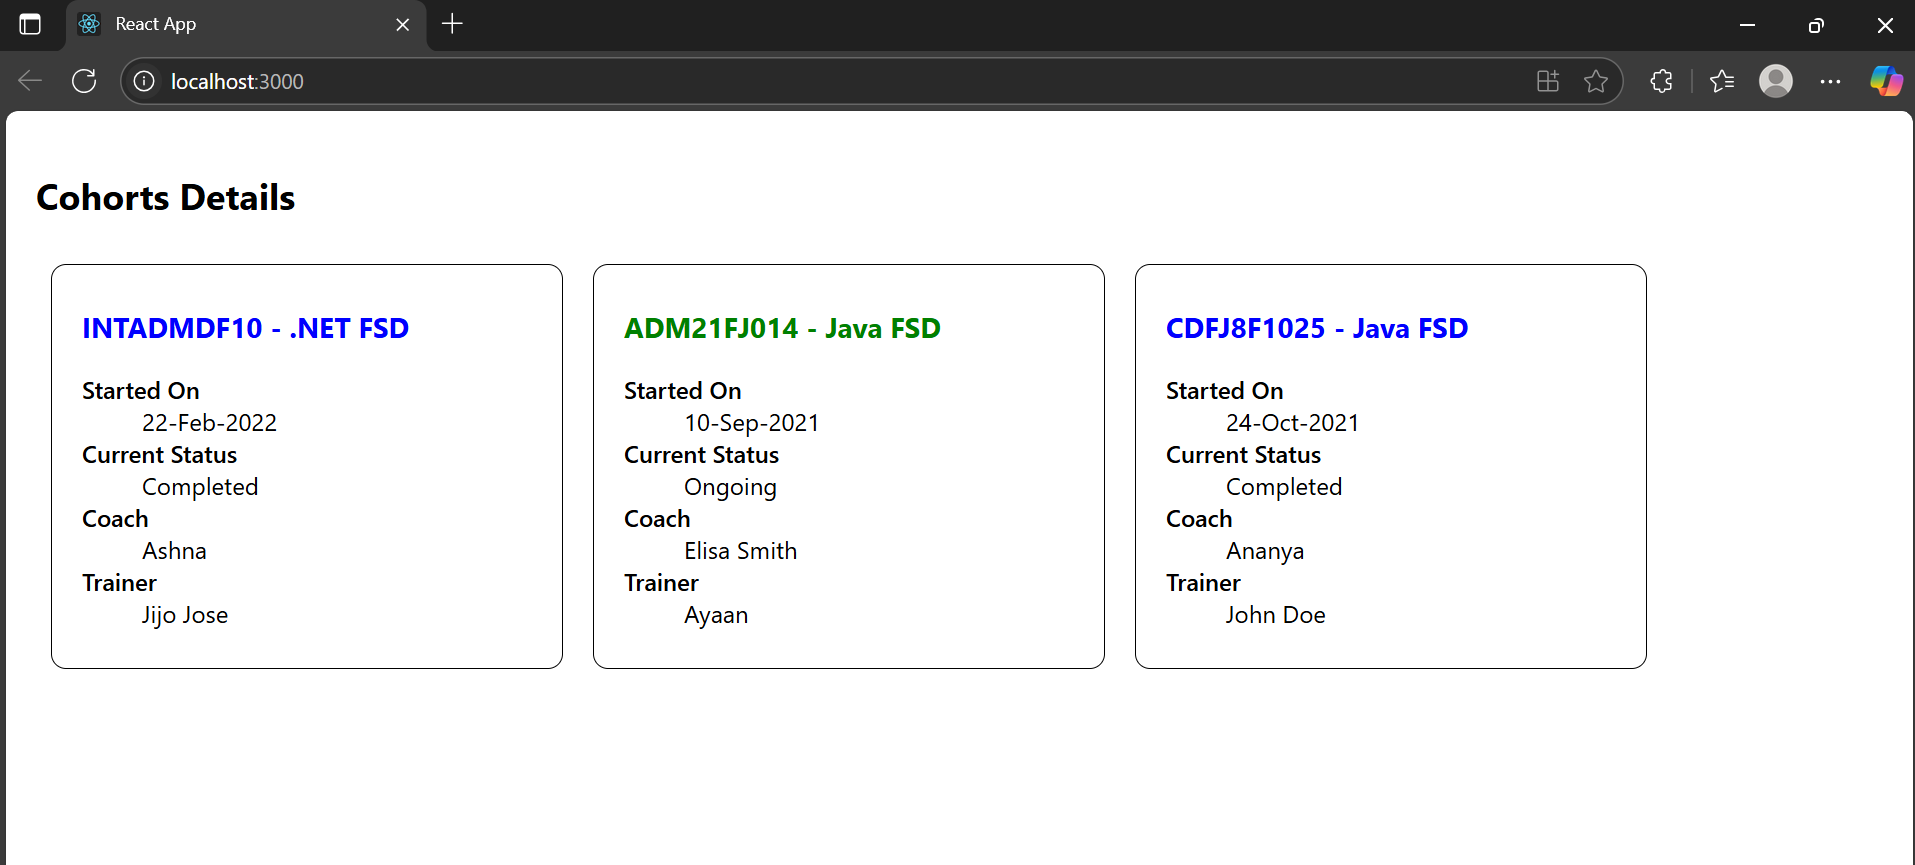 React App
localhost:3000
Cohorts Details
INTADMDF10 - .NET FSD
Started On
22-Feb-2022
Current Status
Completed
Coach
Ashna
Trainer
Jijo Jose
ADM21FJ014 - Java FSD
Started On
10-Sep-2021
Current Status
Ongoing
Coach
Elisa Smith
Trainer
Ayaan
CDFJ8F1025 - Java FSD
Started On
24-Oct-2021
Current Status
Completed
Coach
Ananya
Trainer
John Doe